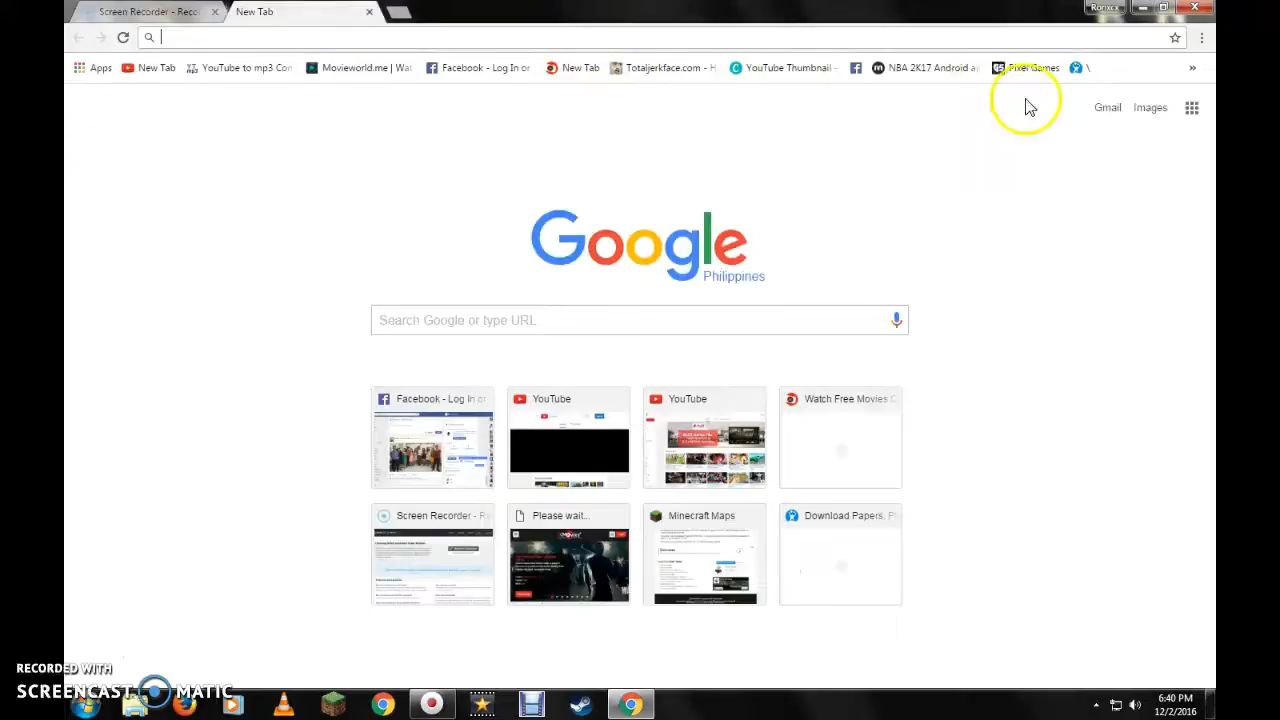 Screen Recorder - Reco
New Tab
Ronxcx
Apps
New Tab
YouTube to mp3 Con
Movieworld.me | Wat
Facebook - Log In or
New Tab
Totaljerkface.com - H
YouTube Thumbnail -
NBA 2K17 Android a
Pixel Games
\
»
Gmail
Images
Google
Philippines
Search Google or type URL
Facebook - Log In or
YouTube
YouTube
Watch Free Movies O
Screen Recorder - Re
Please wait...
Minecraft Maps
Download Papers, Pl
RECORDED WITH
SCREENCAST MATIC
6:40 PM
12/2/2016